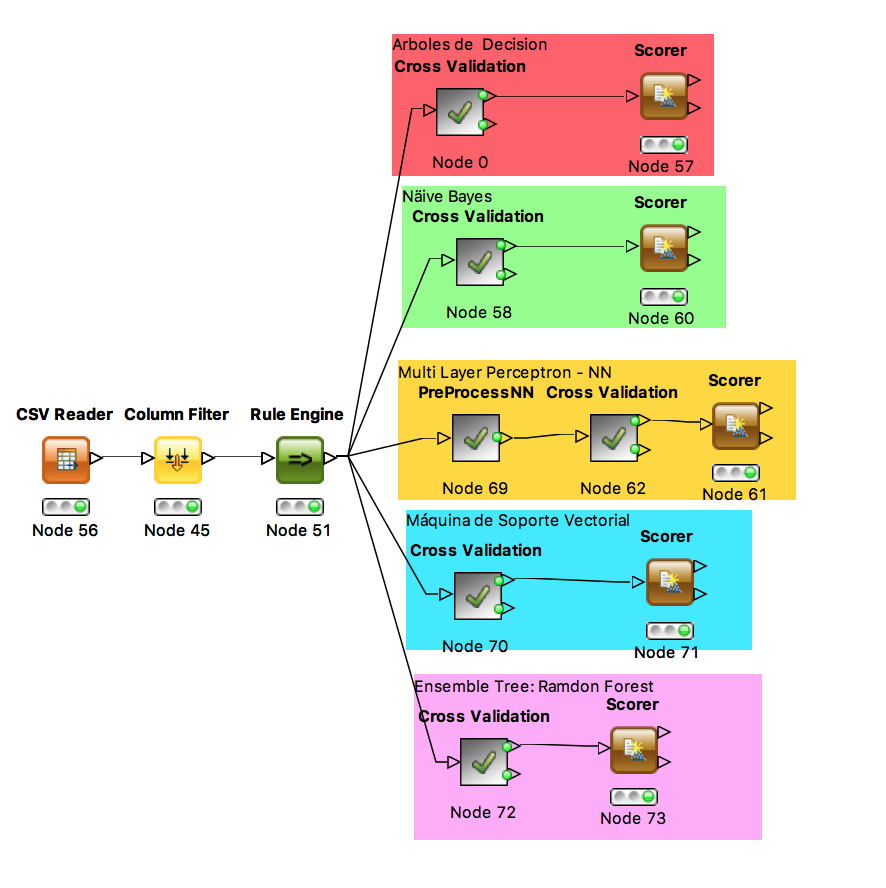 Arboles de  Decision
Cross Validation
Scorer
Node 0
Node 57
Näive Bayes
Cross Validation
Scorer
Node 58
Node 60
Multi Layer Perceptron - NN
PreProcessNN
Cross Validation
Scorer
Node 69
Node 62
Node 61
CSV Reader
Column Filter
Rule Engine
Node 56
Node 45
Node 51
Máquina de Soporte Vectorial
Cross Validation
Scorer
Node 70
Node 71
Ensemble Tree: Ramdon Forest
Cross Validation
Scorer
Node 72
Node 73